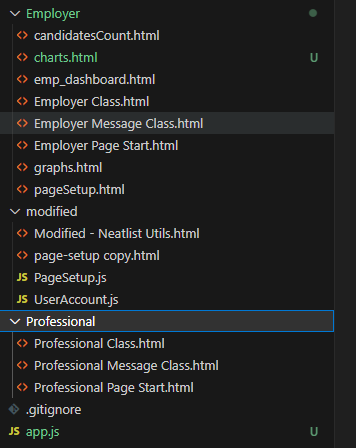 Employer
<> candidatesCount.html
<> charts.html U
<> emp_dashboard.html
<> Employer Class.html
<> Employer Message Class.html
<> Employer Page Start.html
<> graphs.html
<> pageSetup.html
modified
<> Modified - Neatlist Utils.html
<> page-setup copy.html
JS PageSetup.js
JS UserAccount.js
Professional
<> Professional Class.html
<> Professional Message Class.html
<> Professional Page Start.html
.gitignore
JS app.js U